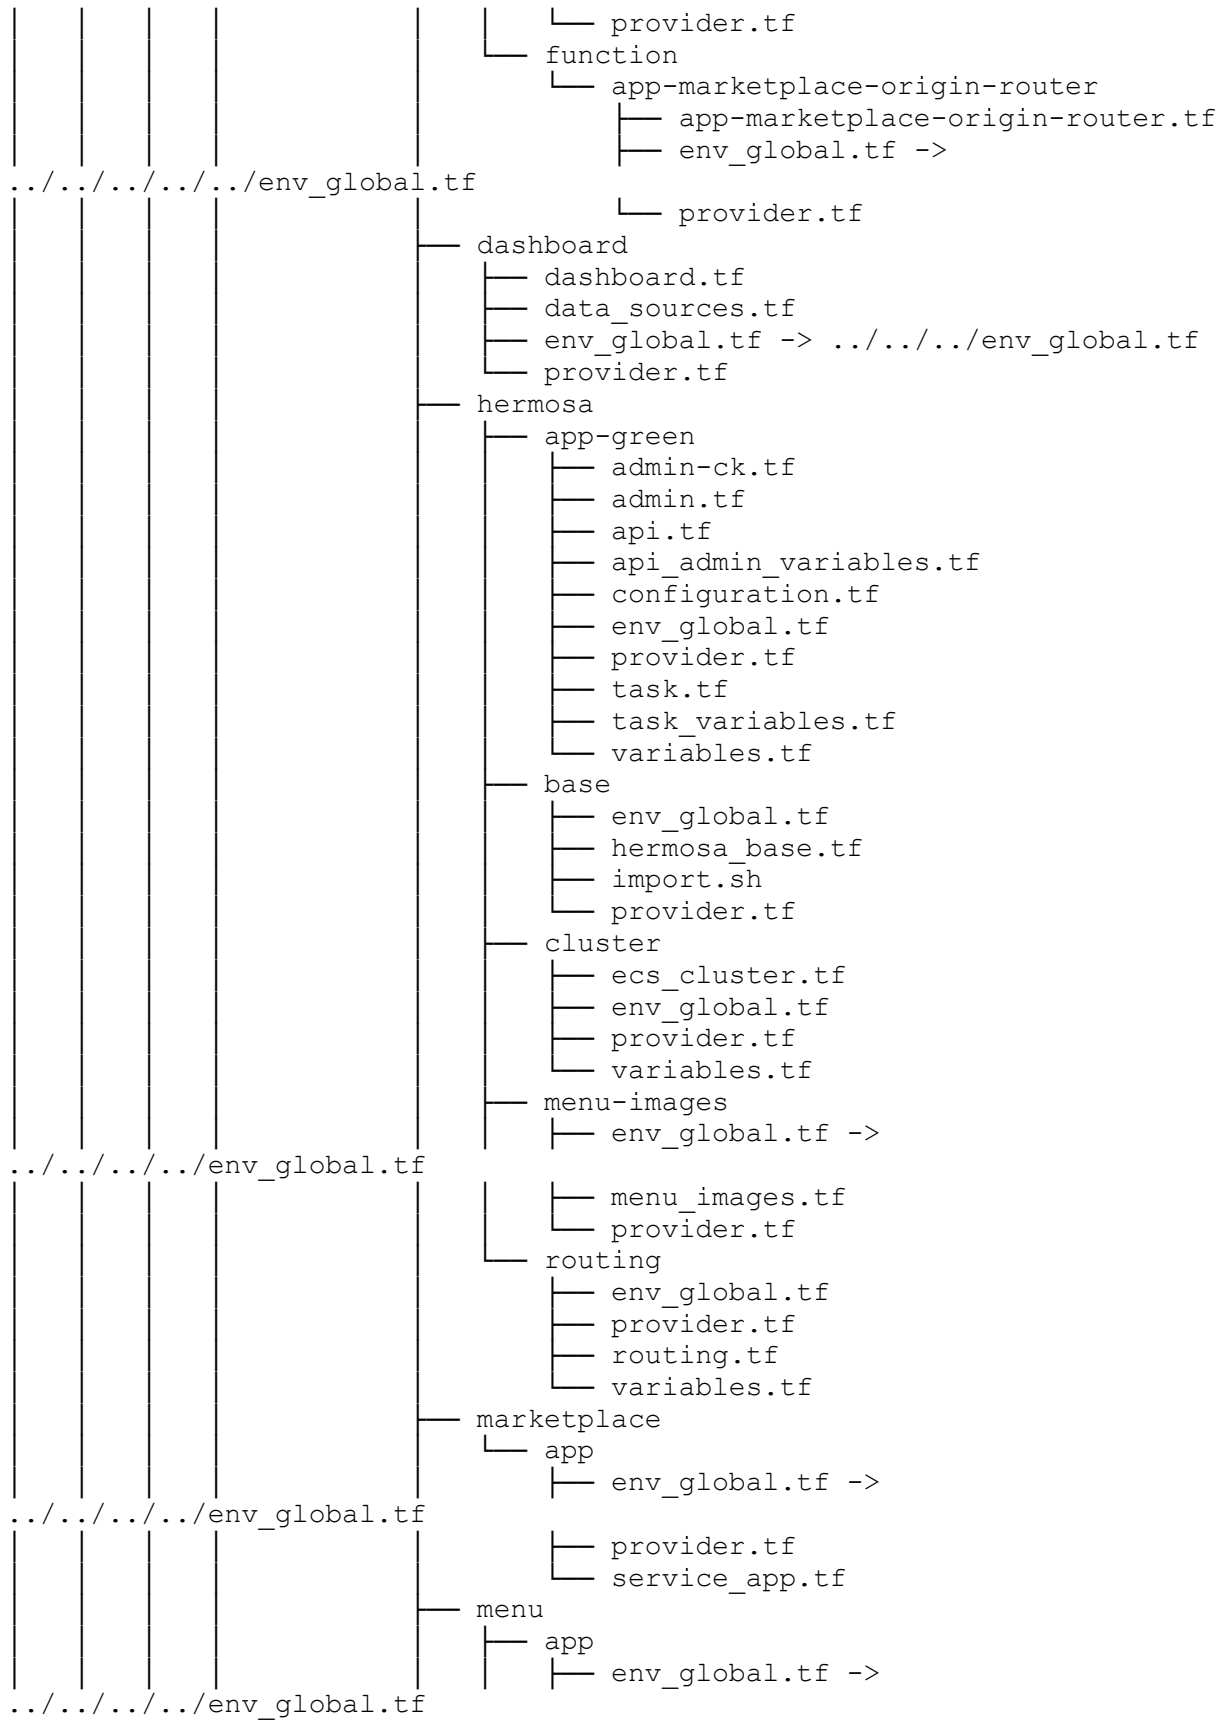 │   │   │   │           │   │   └── provider.tf
│   │   │   │           │   └── function
│   │   │   │           │       └── app-marketplace-origin-router
│   │   │   │           │           ├── app-marketplace-origin-router.tf
│   │   │   │           │           ├── env_global.tf ->
../../../../../env_global.tf
│   │   │   │           │           └── provider.tf
│   │   │   │           ├── dashboard
│   │   │   │           │   ├── dashboard.tf
│   │   │   │           │   ├── data_sources.tf
│   │   │   │           │   ├── env_global.tf -> ../../../env_global.tf
│   │   │   │           │   └── provider.tf
│   │   │   │           ├── hermosa
│   │   │   │           │   ├── app-green
│   │   │   │           │   │   ├── admin-ck.tf
│   │   │   │           │   │   ├── admin.tf
│   │   │   │           │   │   ├── api.tf
│   │   │   │           │   │   ├── api_admin_variables.tf
│   │   │   │           │   │   ├── configuration.tf
│   │   │   │           │   │   ├── env_global.tf
│   │   │   │           │   │   ├── provider.tf
│   │   │   │           │   │   ├── task.tf
│   │   │   │           │   │   ├── task_variables.tf
│   │   │   │           │   │   └── variables.tf
│   │   │   │           │   ├── base
│   │   │   │           │   │   ├── env_global.tf
│   │   │   │           │   │   ├── hermosa_base.tf
│   │   │   │           │   │   ├── import.sh
│   │   │   │           │   │   └── provider.tf
│   │   │   │           │   ├── cluster
│   │   │   │           │   │   ├── ecs_cluster.tf
│   │   │   │           │   │   ├── env_global.tf
│   │   │   │           │   │   ├── provider.tf
│   │   │   │           │   │   └── variables.tf
│   │   │   │           │   ├── menu-images
│   │   │   │           │   │   ├── env_global.tf ->
../../../../env_global.tf
│   │   │   │           │   │   ├── menu_images.tf
│   │   │   │           │   │   └── provider.tf
│   │   │   │           │   └── routing
│   │   │   │           │       ├── env_global.tf
│   │   │   │           │       ├── provider.tf
│   │   │   │           │       ├── routing.tf
│   │   │   │           │       └── variables.tf
│   │   │   │           ├── marketplace
│   │   │   │           │   └── app
│   │   │   │           │       ├── env_global.tf ->
../../../../env_global.tf
│   │   │   │           │       ├── provider.tf
│   │   │   │           │       └── service_app.tf
│   │   │   │           ├── menu
│   │   │   │           │   ├── app
│   │   │   │           │   │   ├── env_global.tf ->
../../../../env_global.tf